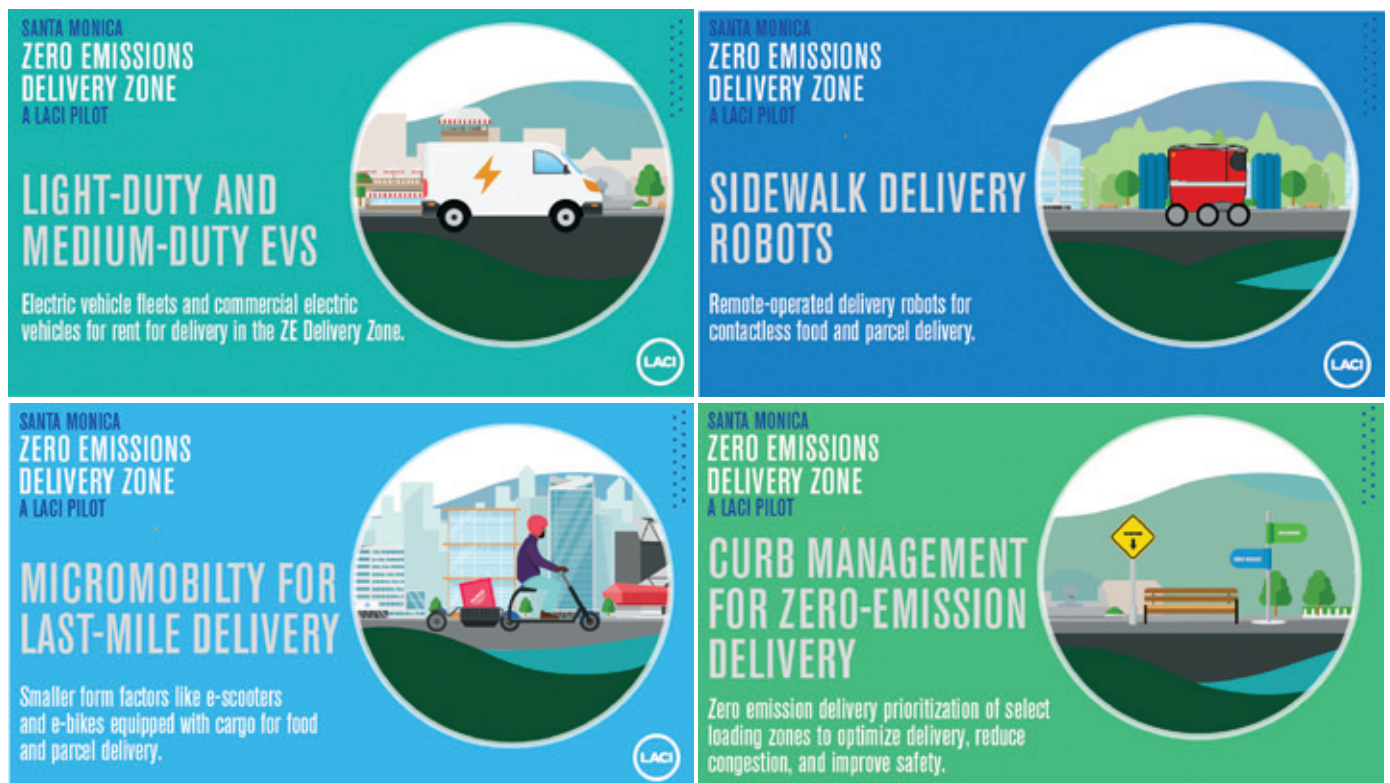 SANTA MONICA
ZERO EMISSIONS
DELIVERY ZONE
A LACI PILOT
LIGHT-DUTY AND
MEDIUM-DUTY EVS
Electric vehicle fleets and commercial electric
vehicles for rent for delivery in the ZE Delivery Zone.
LACI
SANTA MONICA
ZERO EMISSIONS
DELIVERY ZONE
A LACI PILOT
SIDEWALK DELIVERY
ROBOTS
Remote-operated delivery robots for
contactless food and parcel delivery.
LACI
SANTA MONICA
ZERO EMISSIONS
DELIVERY ZONE
A LACI PILOT
MICROMOBILTY FOR
LAST-MILE DELIVERY
Smaller form factors like e-scooters
and e-bikes equipped with cargo for food
and parcel delivery.
LACI
SANTA MONICA
ZERO EMISSIONS
DELIVERY ZONE
A LACI PILOT
CURB MANAGEMENT
FOR ZERO-EMISSION
DELIVERY
Zero emission delivery prioritization of select
loading zones to optimize delivery, reduce
congestion, and improve safety.